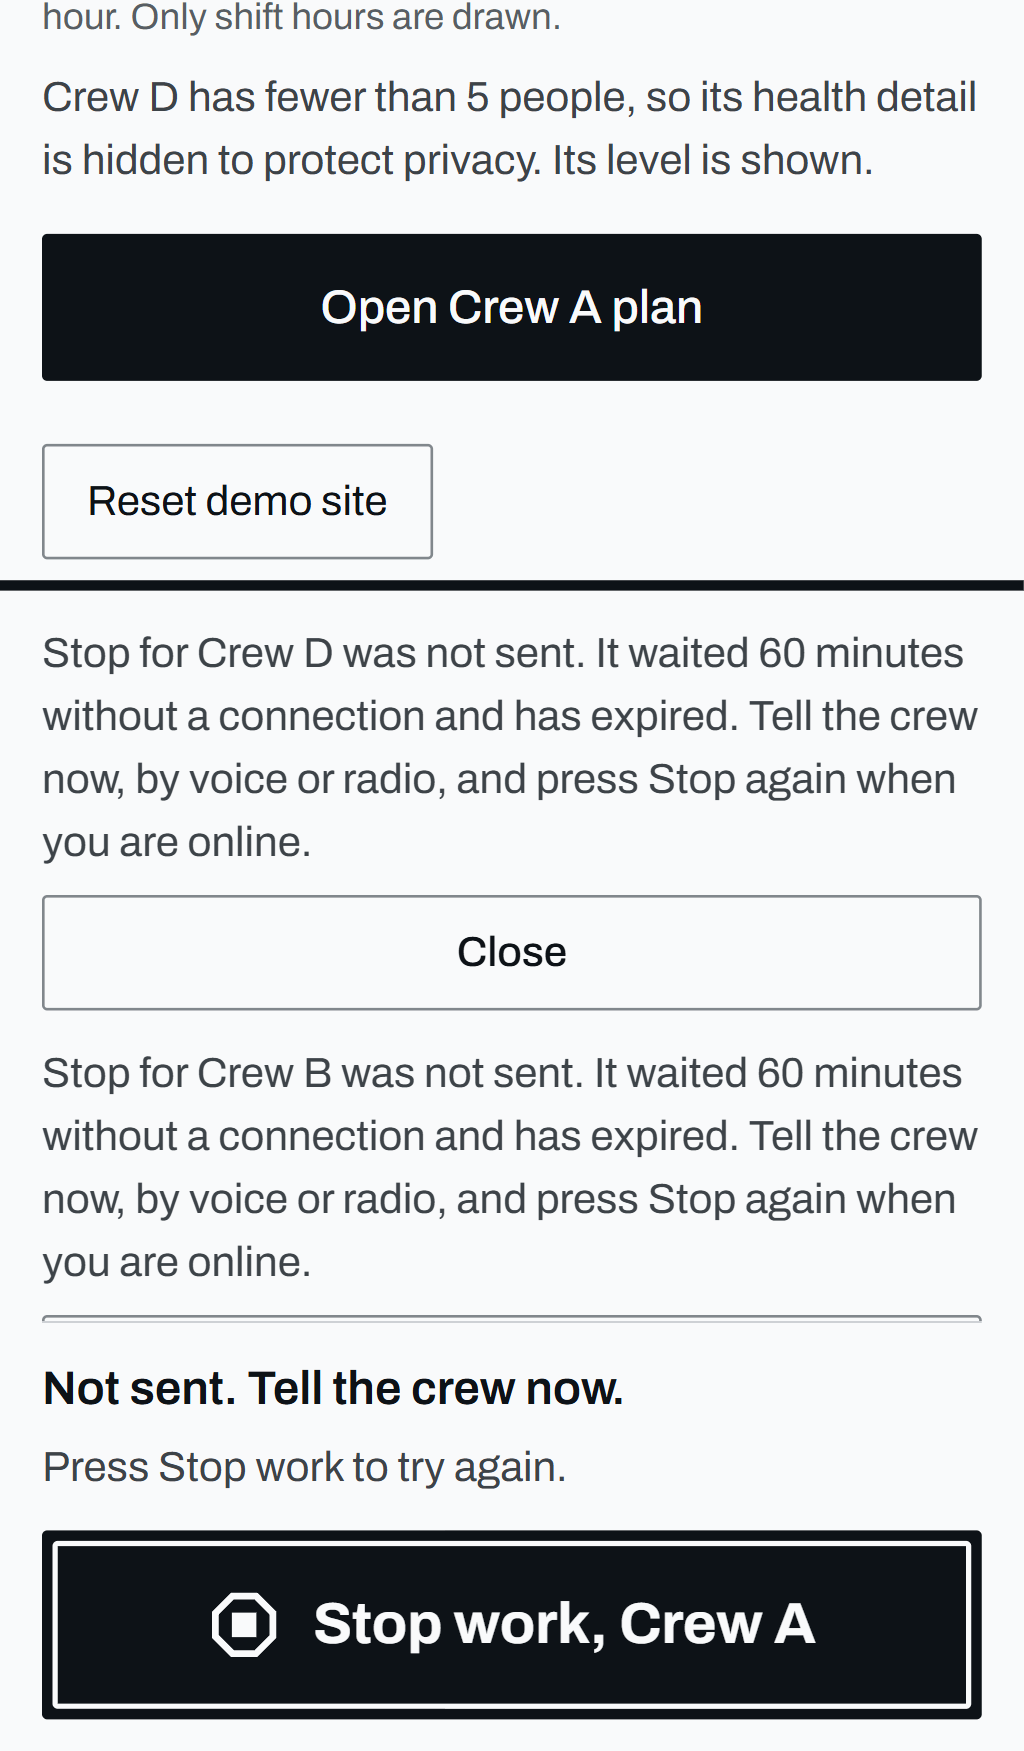 hour. Only shift hours are drawn.
Crew D has fewer than 5 people, so its health detail
is hidden to protect privacy. Its level is shown.
Open Crew A plan
Reset demo site
Stop for Crew D was not sent. It waited 60 minutes
without a connection and has expired. Tell the crew
now, by voice or radio, and press Stop again when
you are online.
Close
Stop for Crew B was not sent. It waited 60 minutes
without a connection and has expired. Tell the crew
now, by voice or radio, and press Stop again when
you are online.
Not sent. Tell the crew now.
Press Stop work to try again.
Stop work, Crew A